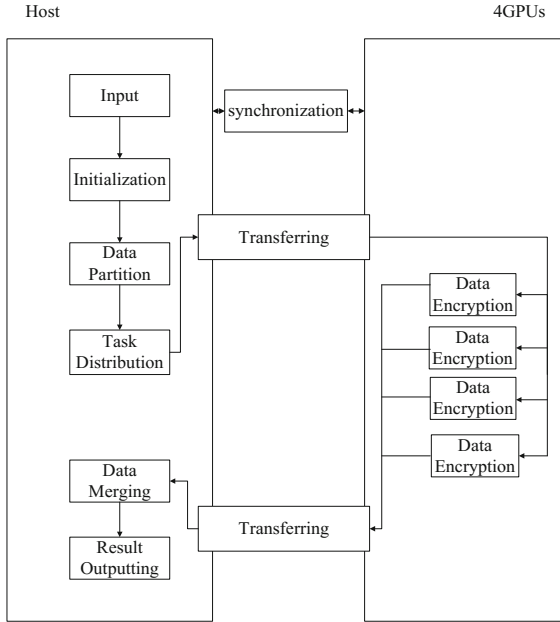 Host
4GPUs
Input
synchronization
Initialization
Transferring
Data
Partition
Data
Encryption
Task
Distribution
Data
Encryption
Data
Encryption
Data
Encryption
Data
Merging
Transferring
Result
Outputting